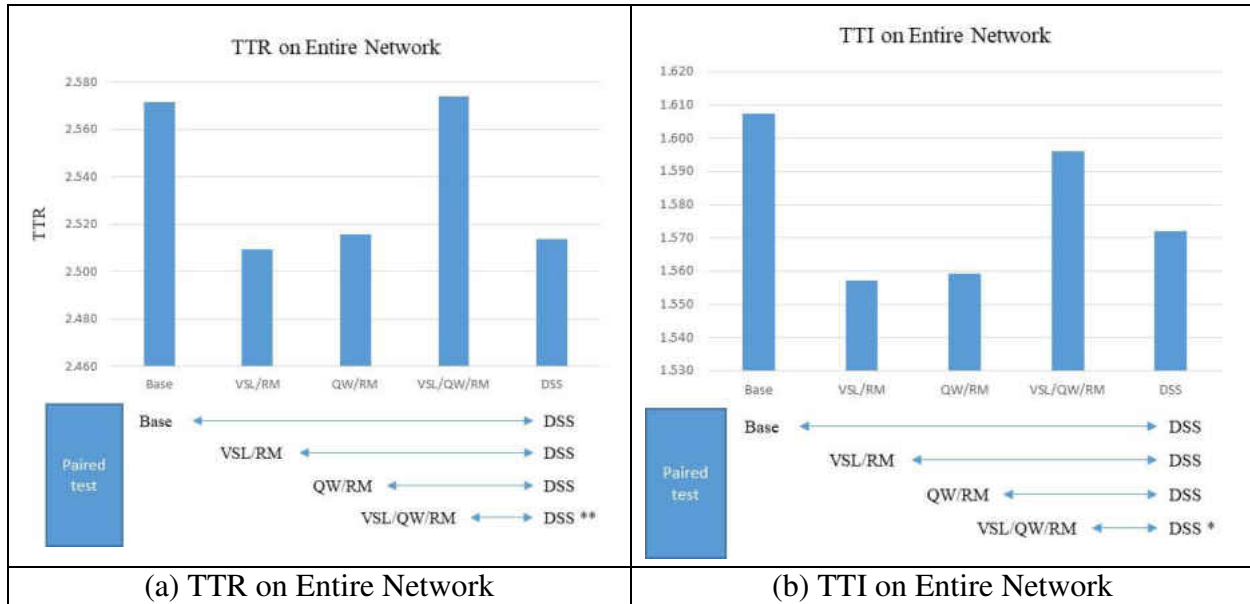 TTR on Entire Network
2.580
2.560
2.540
2.520
2.500
2.480
2.460
TTR
Base VSL/RM QW/RM VSL/QW/RM DSS
Paired
test
Base DSS
VSL/RM DSS
QW/RM DSS
VSL/QW/RM DSS **
(a) TTR on Entire Network
TTI on Entire Network
1.620
1.610
1.600
1.590
1.580
1.570
1.560
1.550
1.540
1.530
Base VSL/RM QW/RM VSL/QW/RM DSS
Paired
test
Base DSS
VSL/RM DSS
QW/RM DSS
VSL/QW/RM DSS *
(b) TTI on Entire Network